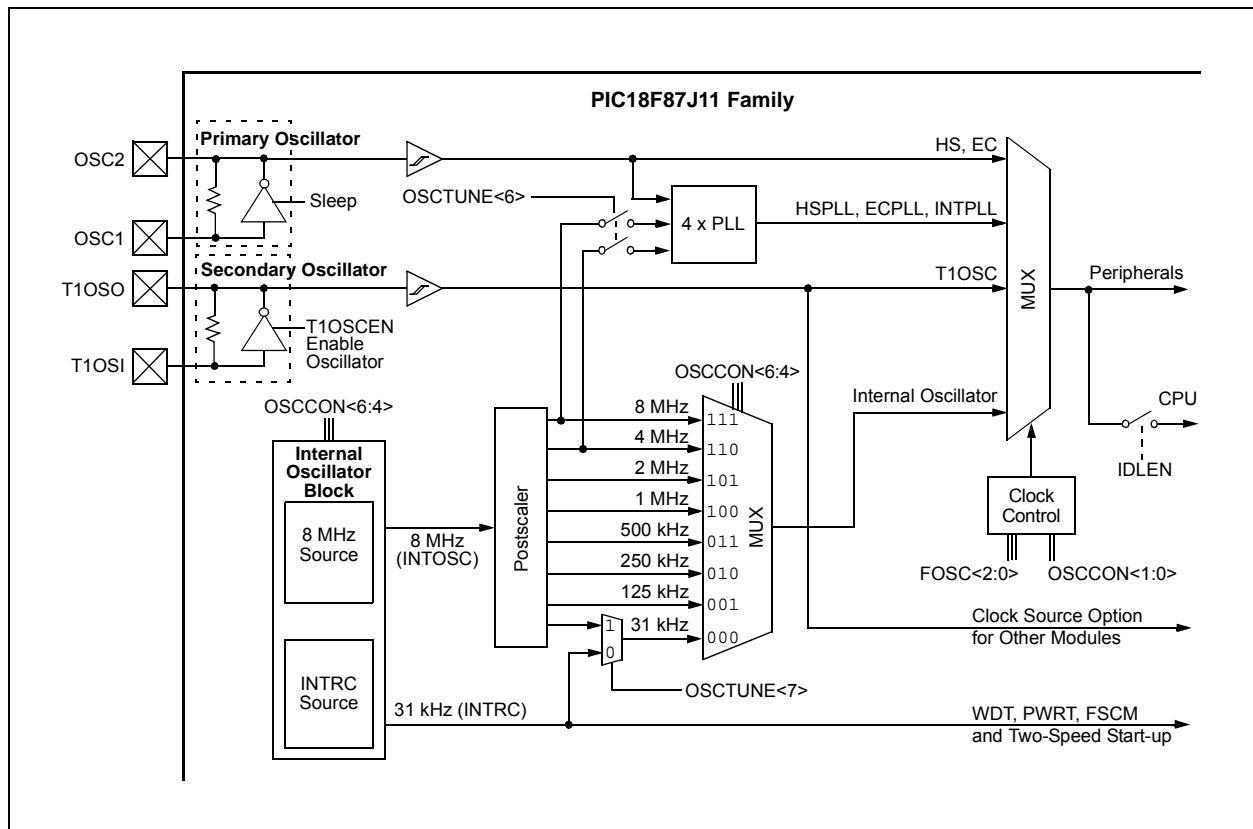 PIC18F87J11 Family
Primary Oscillator
OSC2
HS, EC
OSCTUNE<6>
Sleep
4 x PLL
HSPLL, ECPLL, INTPLL
OSC1
Secondary Oscillator
T1OSO
T1OSC
MUX
Peripherals
T1OSCEN
Enable
Oscillator
T1OSI
OSCCON<6:4>
OSCCON<6:4>
Internal Oscillator
CPU
IDLEN
Internal
Oscillator
Block
8 MHz
Source
8 MHz
(INTOSC)
Postscaler
8 MHz
111
4 MHz
110
2 MHz
101
1 MHz
100
500 kHz
011
250 kHz
010
125 kHz
001
1
31 kHz
000
0
MUX
Clock
Control
FOSC<2:0>
OSCCON<1:0>
Clock Source Option
for Other Modules
OSCTUNE<7>
INTRC
Source
31 kHz (INTRC)
WDT, PWRT, FSCM
and Two-Speed Start-up